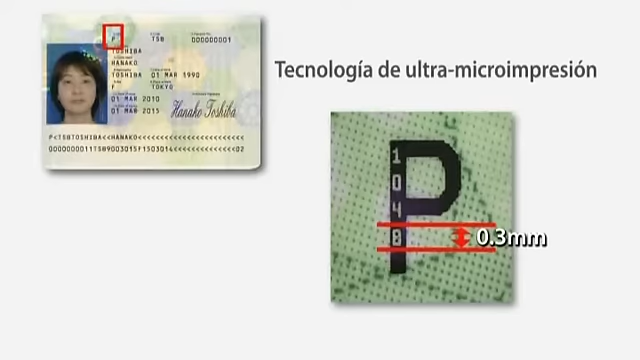 P TSB 000000001
TOSHIBA
HANAKO
TOSHIBA 01 MAR 1990
F TOKYO
01 MAR 2010
01 MAR 2015 Hanako Toshiba
P<TSBTOSHIBA<<HANAKO<<<<<<<<<<<<<<<<<<<<<<<<
0000000011TSB9003015F1503014<<<<<<<<<<<<<<02
Tecnología de ultra-microimpresión
P
1
0
4
8
0.3mm